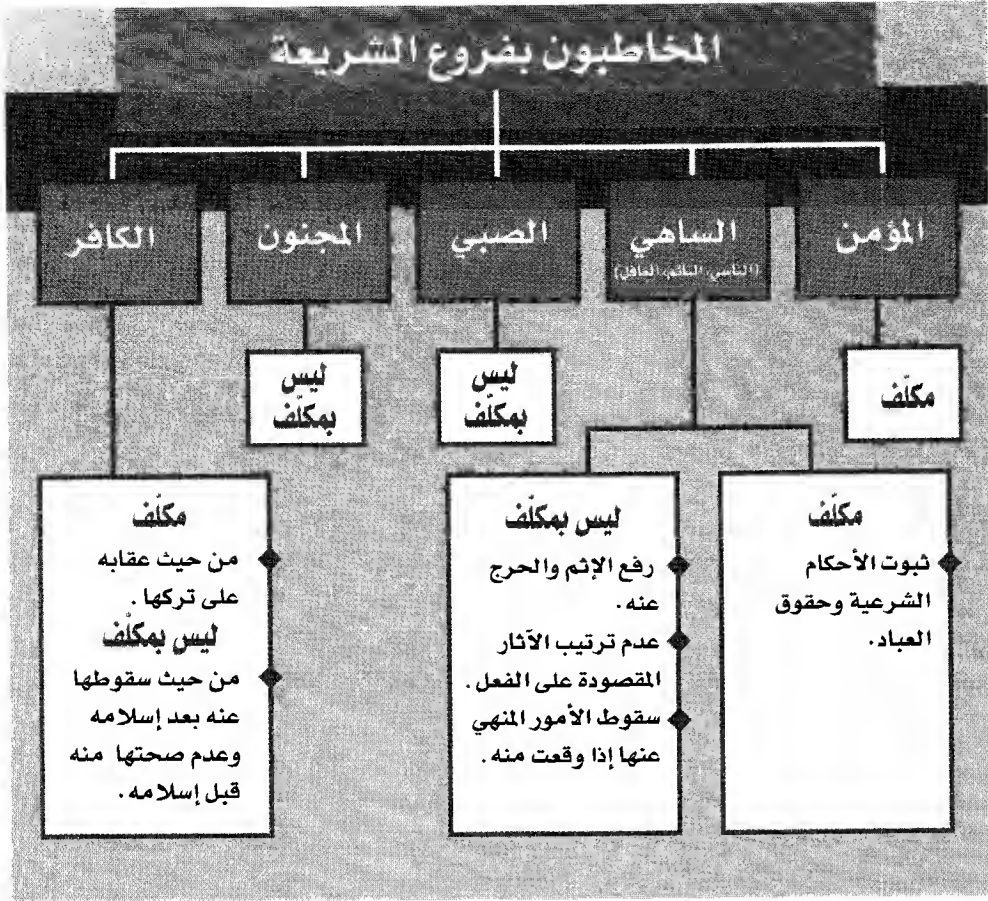 المخاطبون بفروع الشريعة
المؤمن
الساهي
(الناسي، النائم، الغافل)
الصبي
المجنون
الكافر
مكلّف
ليس
بمكلّف
ليس
بمكلّف
مكلّف
ثبوت الأحكام
الشرعية وحقوق
العباد.
ليس بمكلّف
رفع الإثم والحرج
عنه.
عدم ترتيب الآثار
المقصودة على الفعل.
سقوط الأمور المنهي
عنها إذا وقعت منه.
مكلّف
من حيث عقابه
على تركها.
ليس بمكلّف
من حيث سقوطها
عنه بعد إسلامه
وعدم صحتها منه
قبل إسلامه.